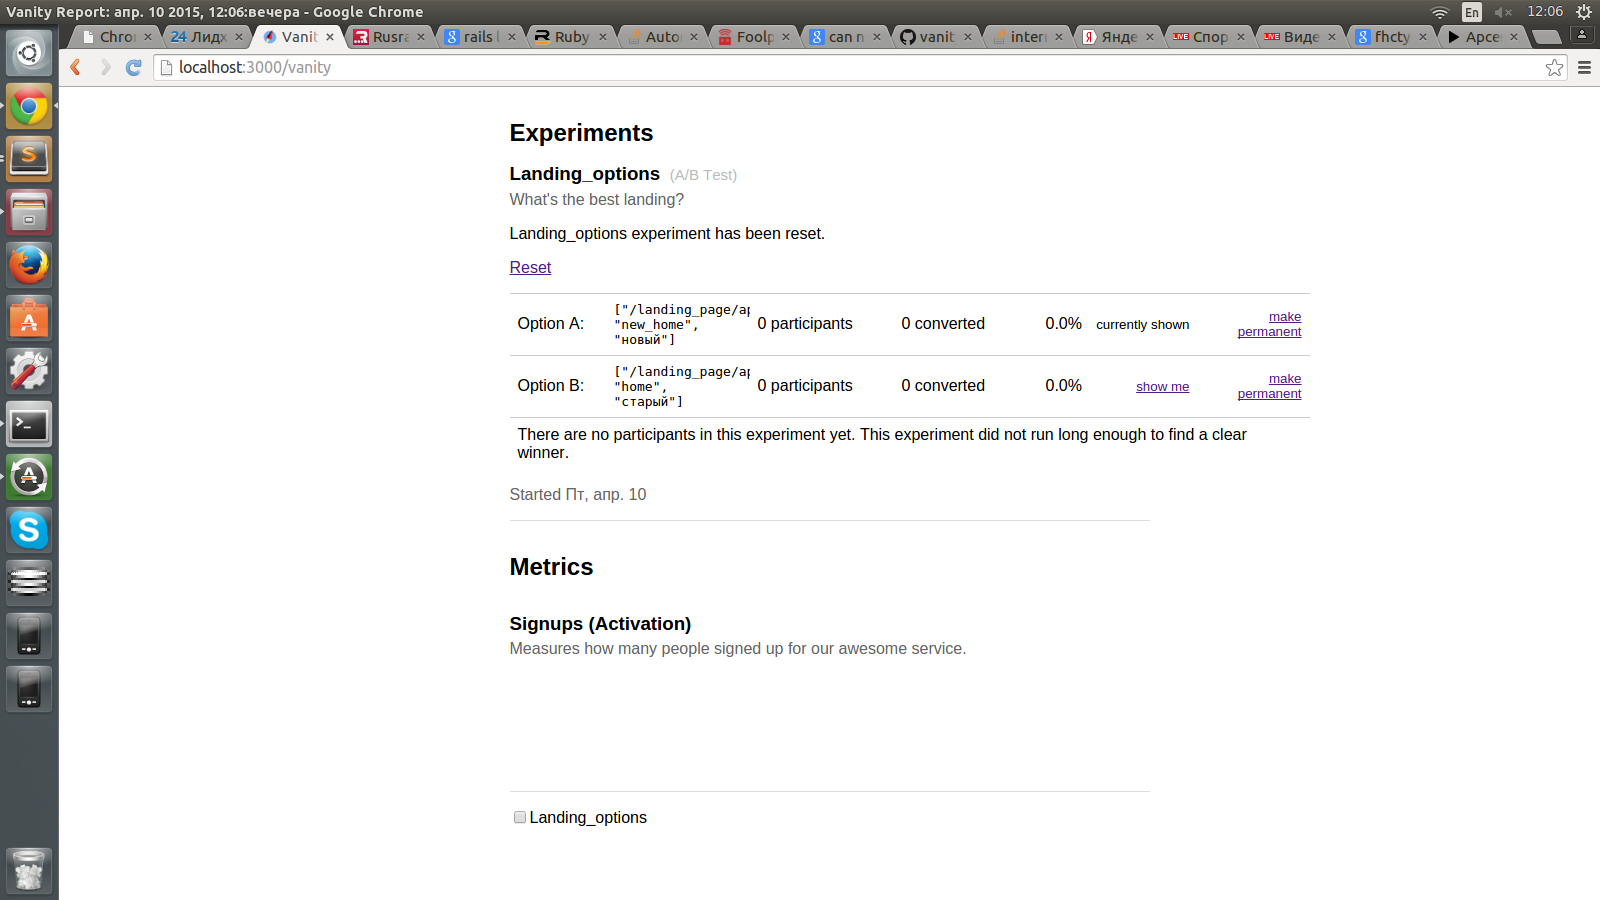 Vanity Report: апр. 10 2015, 12:06:вечера - Google Chrome
En
12:06
Chro
24 Лидж
Vanit
Rusra
rails l
Ruby
Auto
Foolp
can n
vanit
inter
Янде
LIVE Спор
LIVE Виде
fhcty
Арсе
localhost:3000/vanity
Experiments
Landing_options (A/B Test)
What's the best landing?
Landing_options experiment has been reset.
Reset
Option A: ["/landing_page/ap 0 participants 0 converted 0.0% currently shown make permanent
"new_home",
"новый"]
Option B: ["/landing_page/ap 0 participants 0 converted 0.0% show me make permanent
"home",
"старый"]
There are no participants in this experiment yet. This experiment did not run long enough to find a clear
winner.
Started Пт, апр. 10
Metrics
Signups (Activation)
Measures how many people signed up for our awesome service.
Landing_options